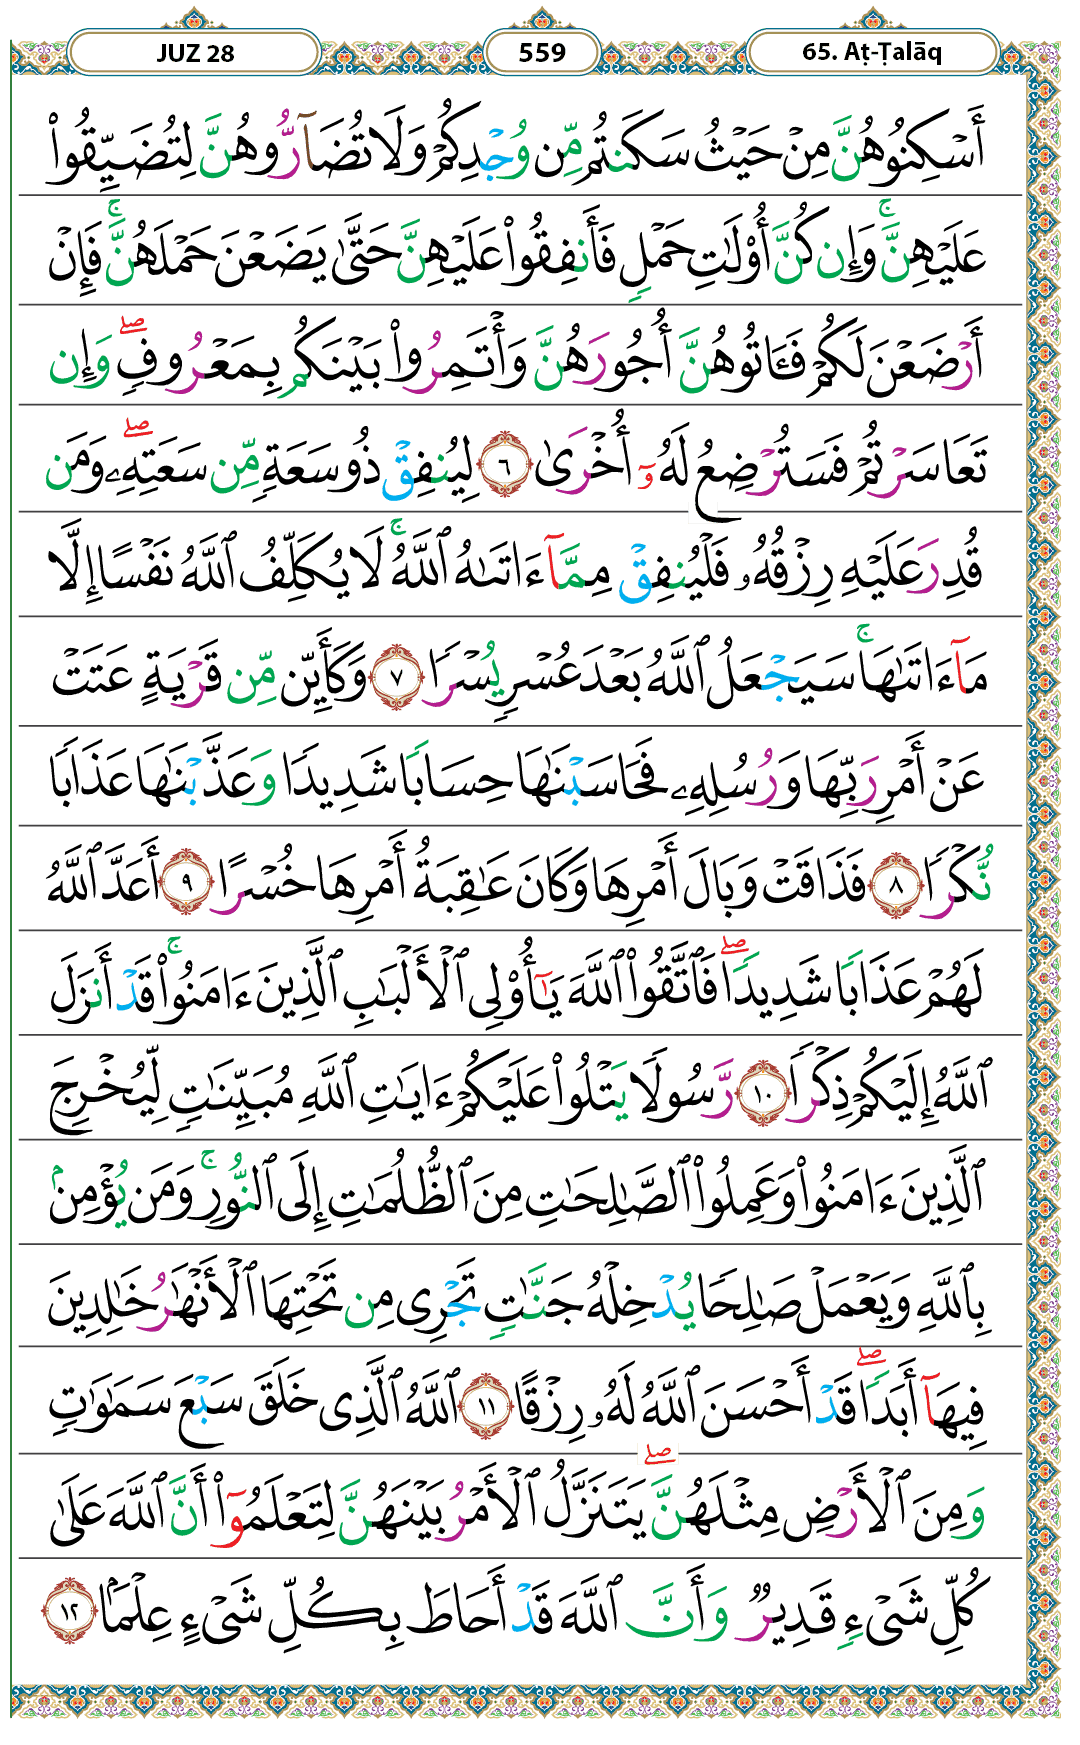 JUZ 28 559 65. Aṭ-Ṭalāq
أَسۡكِنُوهُنَّ مِنۡ حَيۡثُ سَكَنتُم مِّن وُجۡدِكُمۡ وَلَا تُضَآرُّوهُنَّ لِتُضَيِّقُواْ
عَلَيۡهِنَّۚ وَإِن كُنَّ أُوْلَٰتِ حَمۡلٖ فَأَنفِقُواْ عَلَيۡهِنَّ حَتَّىٰ يَضَعۡنَ حَمۡلَهُنَّۚ فَإِنۡ
أَرۡضَعۡنَ لَكُمۡ فَـَٔاتُوهُنَّ أُجُورَهُنَّ وَأۡتَمِرُواْ بَيۡنَكُم بِمَعۡرُوفٖۖ وَإِن
تَعَاسَرۡتُمۡ فَسَتُرۡضِعُ لَهُۥٓ أُخۡرَىٰ ٦ لِيُنفِقۡ ذُو سَعَةٖ مِّن سَعَتِهِۦۖ وَمَن
قُدِرَ عَلَيۡهِ رِزۡقُهُۥ فَلۡيُنفِقۡ مِمَّآ ءَاتَىٰهُ ٱللَّهُۚ لَا يُكَلِّفُ ٱللَّهُ نَفۡسًا إِلَّا
مَآ ءَاتَىٰهَاۚ سَيَجۡعَلُ ٱللَّهُ بَعۡدَ عُسۡرٖ يُسۡرٗا ٧ وَكَأَيِّن مِّن قَرۡيَةٍ عَتَتۡ
عَنۡ أَمۡرِ رَبِّهَا وَرُسُلِهِۦ فَحَاسَبۡنَٰهَا حِسَابٗا شَدِيدٗا وَعَذَّبۡنَٰهَا عَذَابٗا
نُّكۡرٗا ٨ فَذَاقَتۡ وَبَالَ أَمۡرِهَا وَكَانَ عَٰقِبَةُ أَمۡرِهَا خُسۡرًا ٩ أَعَدَّ ٱللَّهُ
لَهُمۡ عَذَابٗا شَدِيدٗاۖ فَٱتَّقُواْ ٱللَّهَ يَٰٓأُوْلِي ٱلۡأَلۡبَٰبِ ٱلَّذِينَ ءَامَنُواْۚ قَدۡ أَنزَلَ
ٱللَّهُ إِلَيۡكُمۡ ذِكۡرٗا ١٠ رَّسُولٗا يَتۡلُواْ عَلَيۡكُمۡ ءَايَٰتِ ٱللَّهِ مُبَيِّنَٰتٖ لِّيُخۡرِجَ
ٱلَّذِينَ ءَامَنُواْ وَعَمِلُواْ ٱلصَّٰلِحَٰتِ مِنَ ٱلظُّلُمَٰتِ إِلَى ٱلنُّورِۚ وَمَن يُؤۡمِنۢ
بِٱللَّهِ وَيَعۡمَلۡ صَٰلِحٗا يُدۡخِلۡهُ جَنَّٰتٖ تَجۡرِي مِن تَحۡتِهَا ٱلۡأَنۡهَٰرُ خَٰلِدِينَ
فِيهَآ أَبَدٗاۖ قَدۡ أَحۡسَنَ ٱللَّهُ لَهُۥ رِزۡقًا ١١ ٱللَّهُ ٱلَّذِي خَلَقَ سَبۡعَ سَمَٰوَٰتٖ
وَمِنَ ٱلۡأَرۡضِ مِثۡلَهُنَّۖ يَتَنَزَّلُ ٱلۡأَمۡرُ بَيۡنَهُنَّ لِتَعۡلَمُوٓاْ أَنَّ ٱللَّهَ عَلَىٰ
كُلِّ شَيۡءٖ قَدِيرٞ وَأَنَّ ٱللَّهَ قَدۡ أَحَاطَ بِكُلِّ شَيۡءٍ عِلۡمَۢا ١٢